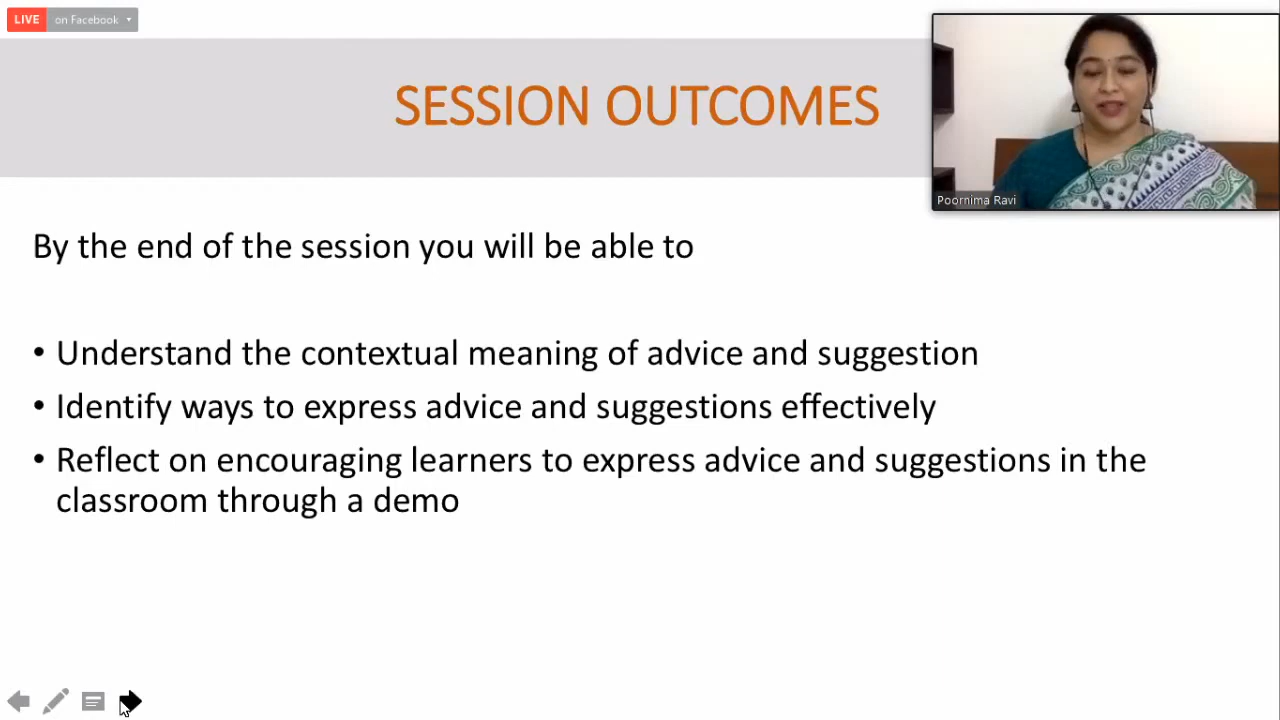 LIVE on Facebook
SESSION OUTCOMES
Poornima Ravi
By the end of the session you will be able to
• Understand the contextual meaning of advice and suggestion
• Identify ways to express advice and suggestions effectively
• Reflect on encouraging learners to express advice and suggestions in the
classroom through a demo